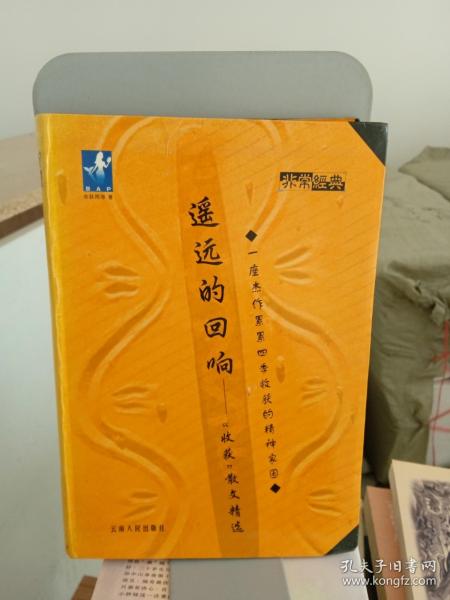 非常經典
BAP
遥远的回响——“收获”散文精选
◆一座杰作累累四季收获的精神家园◆
云南人民出版社
孔夫子旧书网
www.kongfz.com